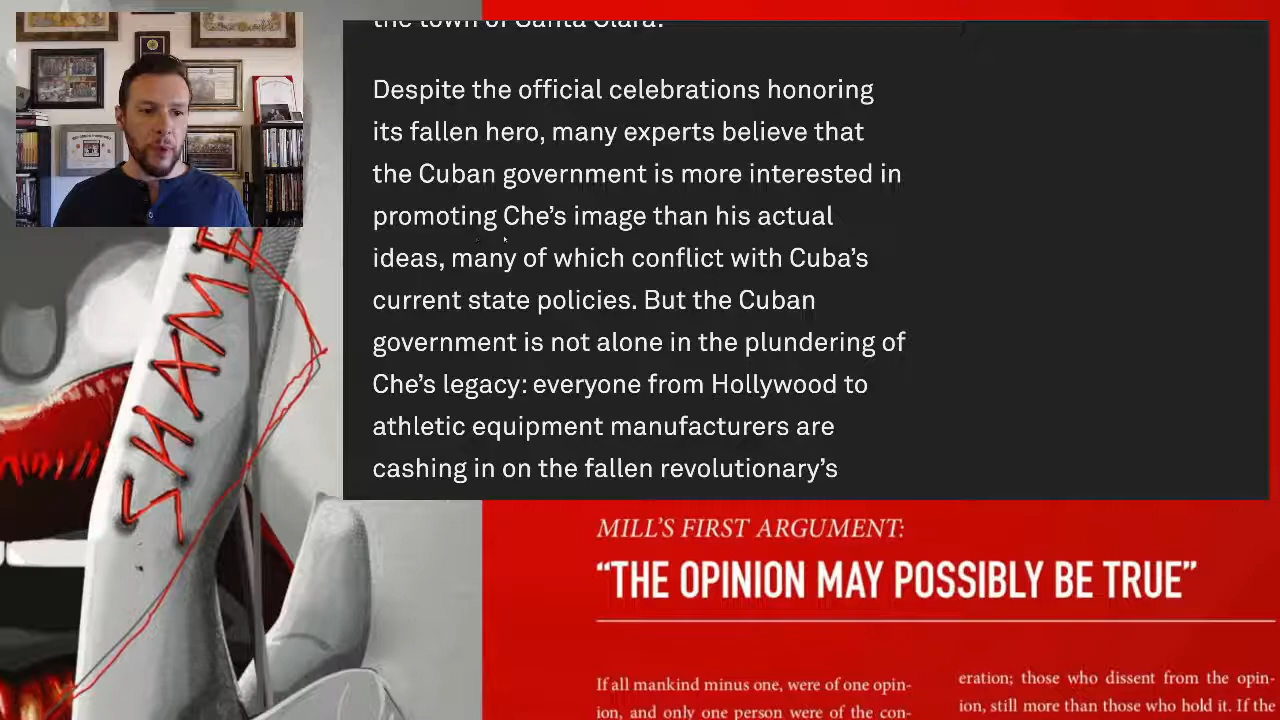 the town of Santa Clara.
Despite the official celebrations honoring
its fallen hero, many experts believe that
the Cuban government is more interested in
promoting Che’s image than his actual
ideas, many of which conflict with Cuba’s
current state policies. But the Cuban
government is not alone in the plundering of
Che’s legacy: everyone from Hollywood to
athletic equipment manufacturers are
cashing in on the fallen revolutionary’s
SHAME
MILL’S FIRST ARGUMENT:
“THE OPINION MAY POSSIBLY BE TRUE”
If all mankind minus one, were of one opin-
ion, and only one person were of the con-
eration; those who dissent from the opin-
ion, still more than those who hold it. If the